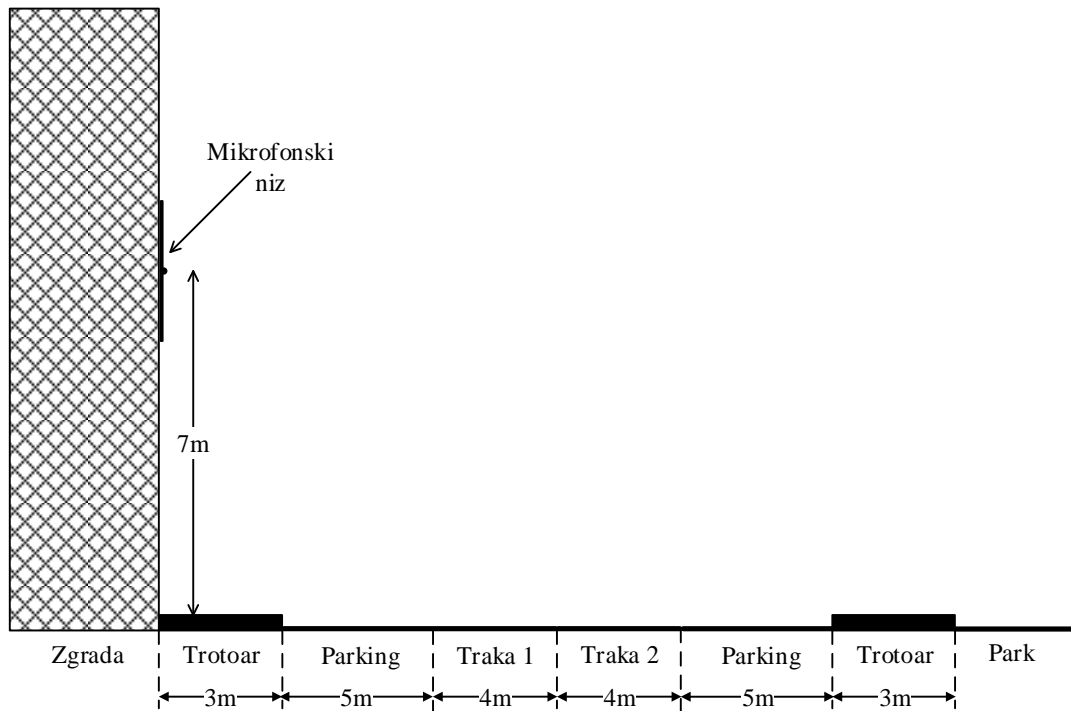 Mikrofonski
niz
7m
Zgrada Trotoar Parking Traka 1 Traka 2 Parking Trotoar Park
3m 5m 4m 4m 5m 3m